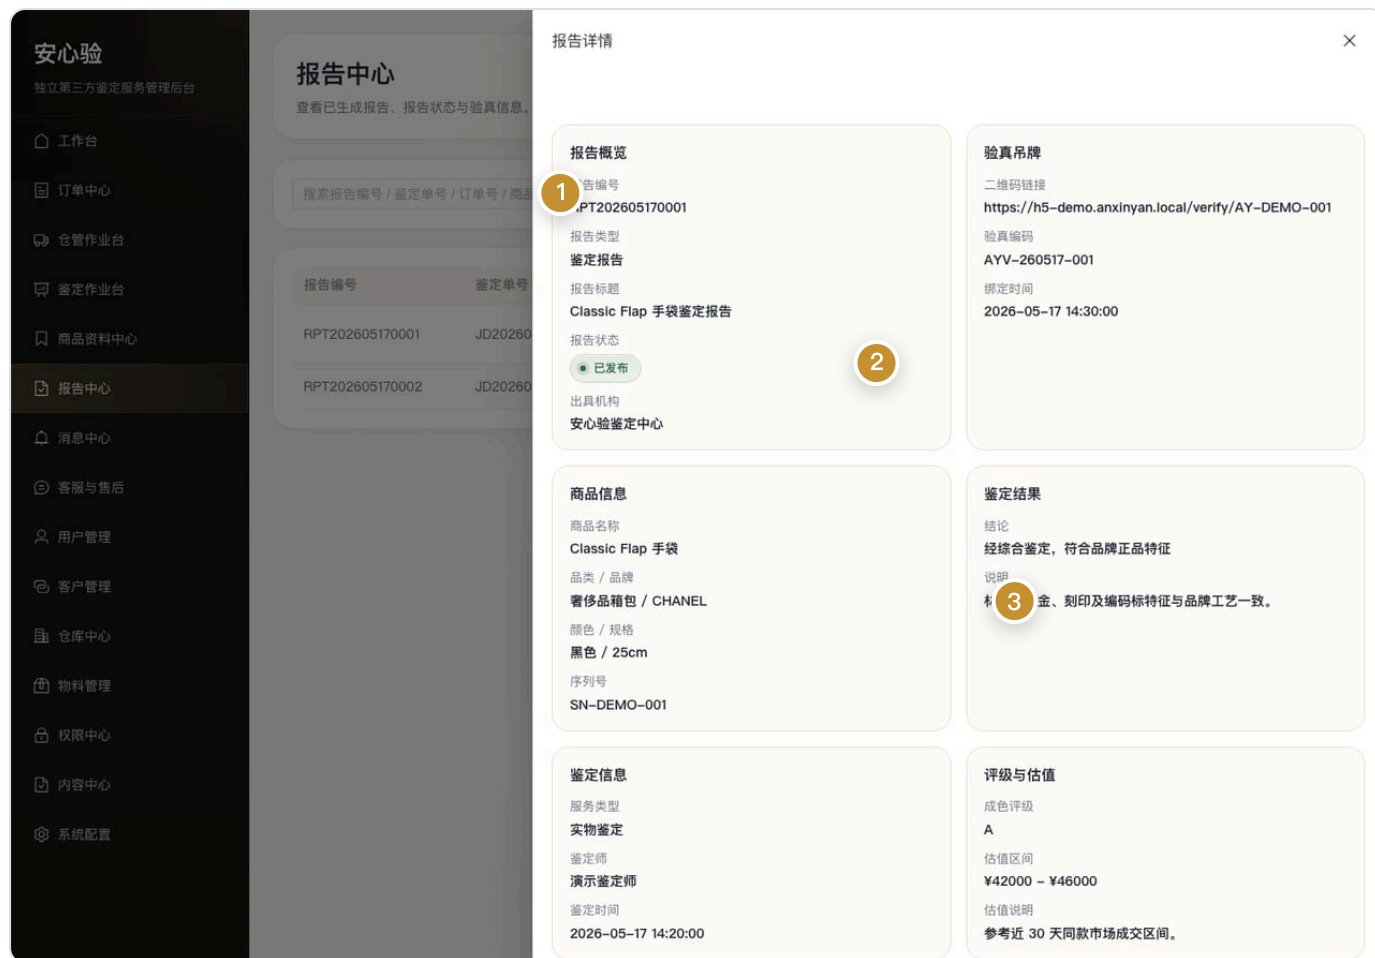 安心验
独立第三方鉴定服务管理后台
工作台
订单中心
仓管作业台
鉴定作业台
商品资料中心
报告中心
消息中心
客服与售后
用户管理
客户管理
仓库中心
物料管理
权限中心
内容中心
系统配置
报告中心
查看已生成报告、报告状态与验真信息。
搜索报告编号 / 鉴定单号 / 订单号 / 商品
报告编号 鉴定单号
RPT202605170001 JD20260
RPT202605170002 JD20260
报告详情
报告概览
1 告编号
RPT202605170001
报告类型
鉴定报告
报告标题
Classic Flap 手袋鉴定报告
报告状态
已发布
2
出具机构
安心验鉴定中心
验真吊牌
二维码链接
https://h5-demo.anxinyan.local/verify/AY-DEMO-001
验真编码
AYV-260517-001
绑定时间
2026-05-17 14:30:00
商品信息
商品名称
Classic Flap 手袋
品类 / 品牌
奢侈品箱包 / CHANEL
颜色 / 规格
黑色 / 25cm
序列号
SN-DEMO-001
鉴定结果
结论
经综合鉴定，符合品牌正品特征
说明
3 金、刻印及编码标特征与品牌工艺一致。
鉴定信息
服务类型
实物鉴定
鉴定师
演示鉴定师
鉴定时间
2026-05-17 14:20:00
评级与估值
成色评级
A
估值区间
¥42000 - ¥46000
估值说明
参考近 30 天同款市场成交区间。